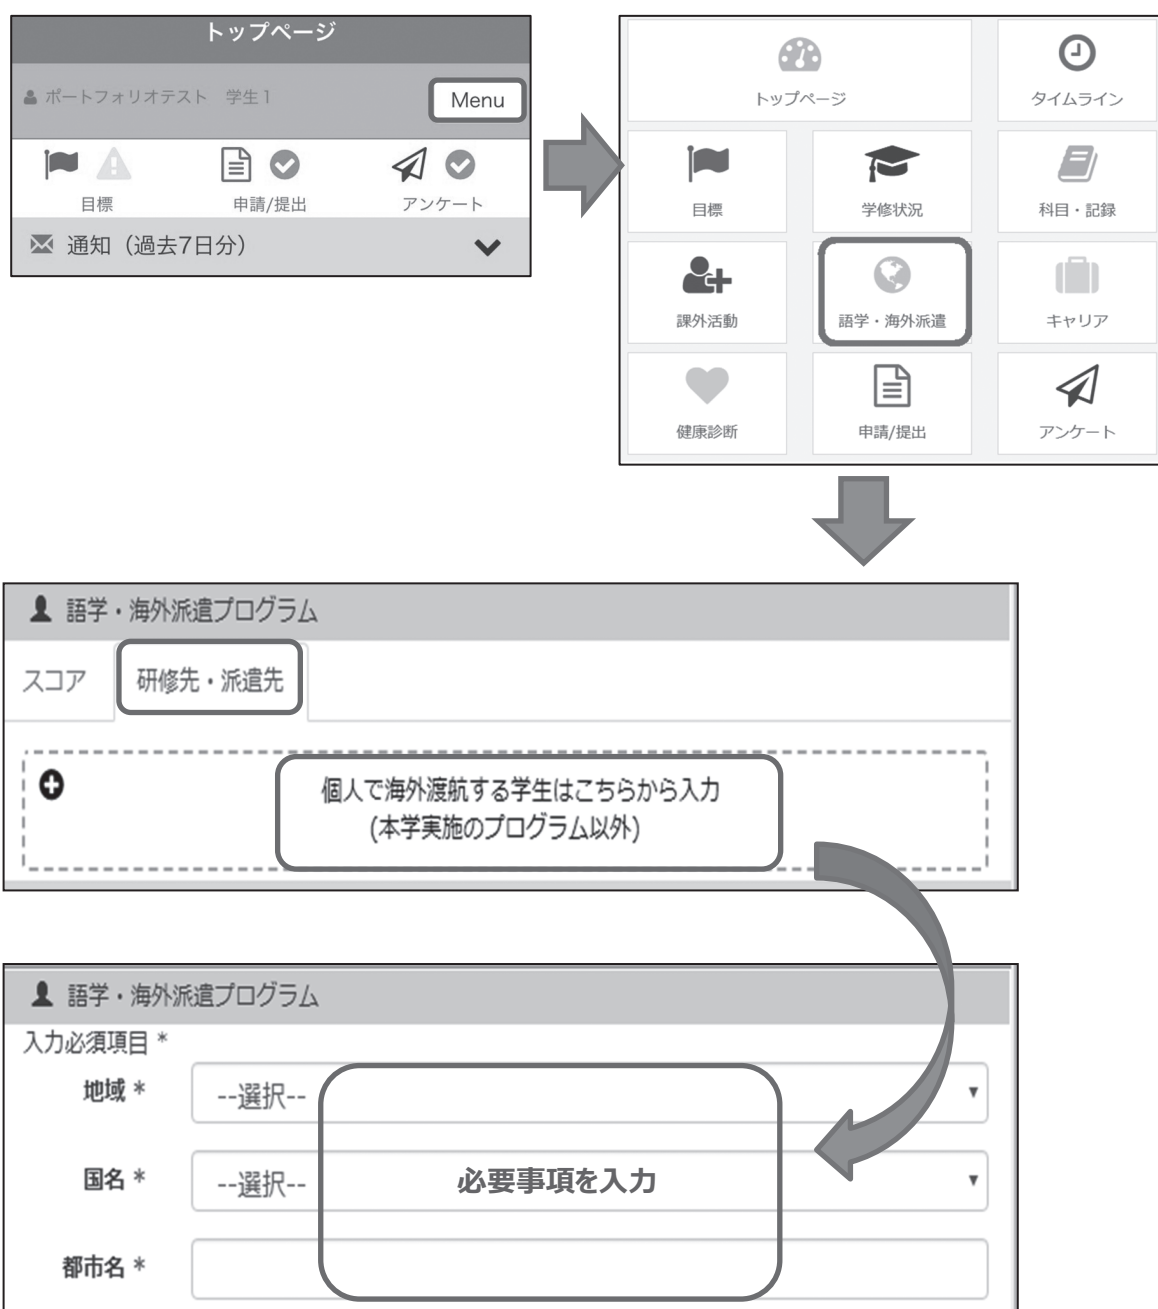 トップページ
ポートフォリオテスト 学生1
Menu
目標
申請/提出
アンケート
通知（過去7日分）
トップページ
タイムライン
目標
学修状況
科目・記録
課外活動
語学・海外派遣
キャリア
健康診断
申請/提出
アンケート
語学・海外派遣プログラム
スコア
研修先・派遣先
個人で海外渡航する学生はこちらから入力
(本学実施のプログラム以外)
語学・海外派遣プログラム
入力必須項目 *
地域 *
--選択--
国名 *
--選択--
必要事項を入力
都市名 *